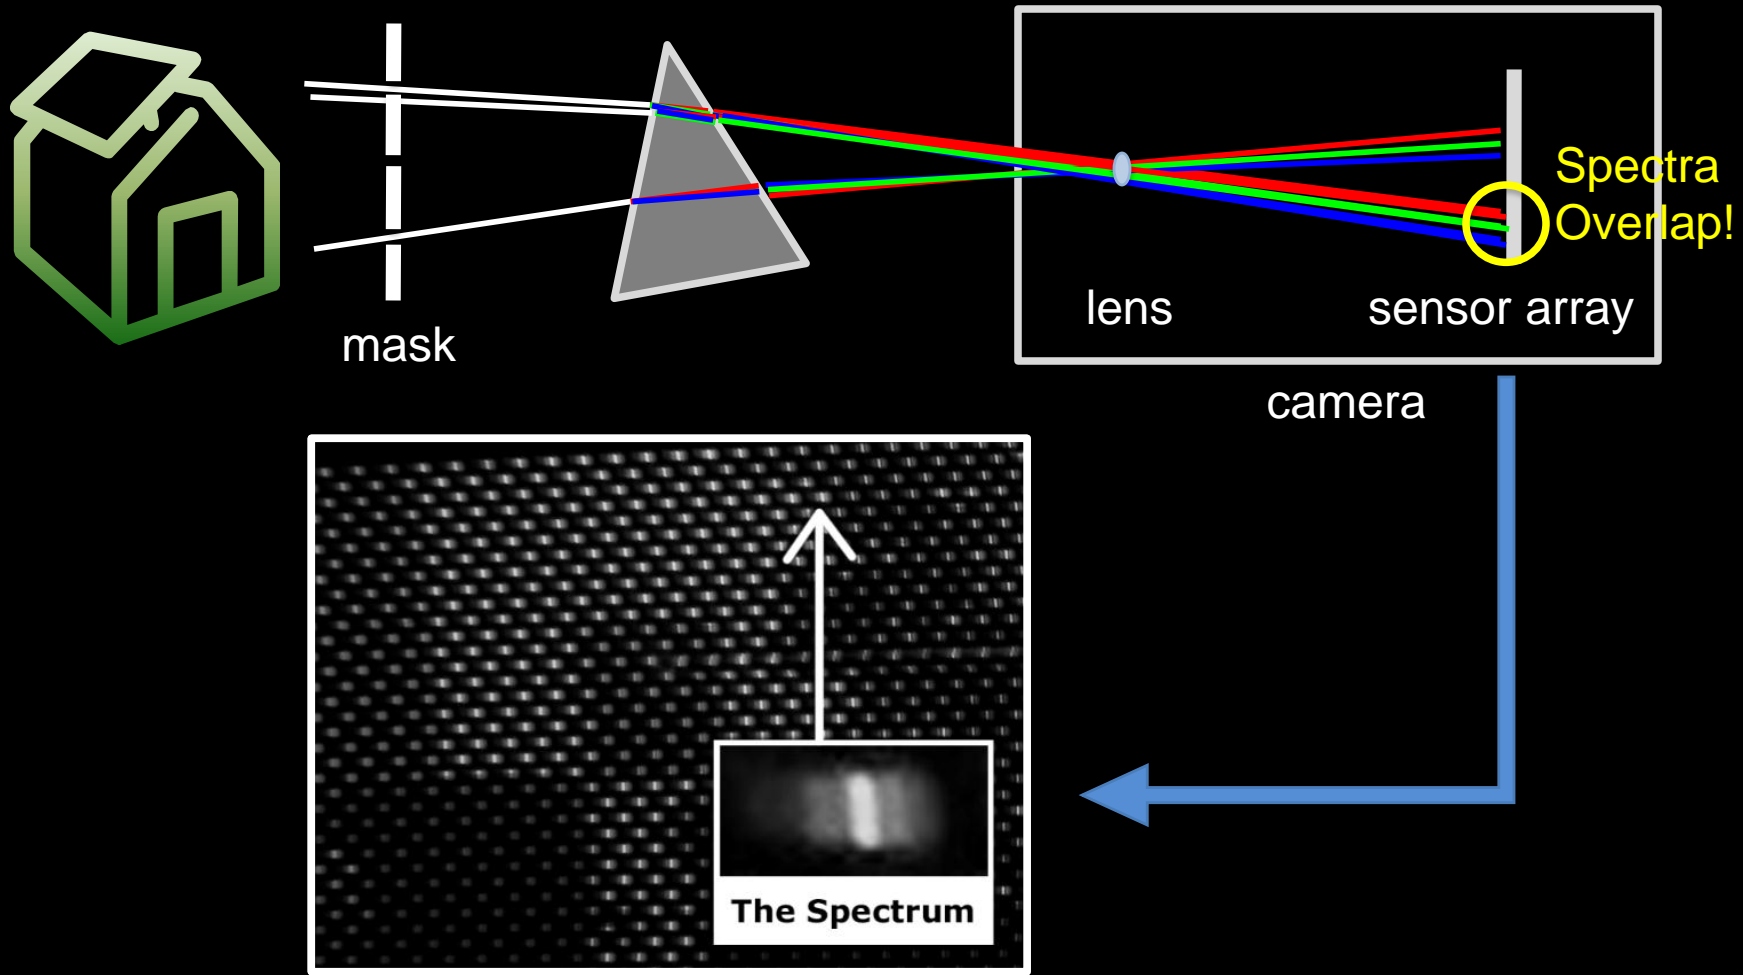 Spectra
Overlap!
lens
sensor array
mask
camera
The Spectrum